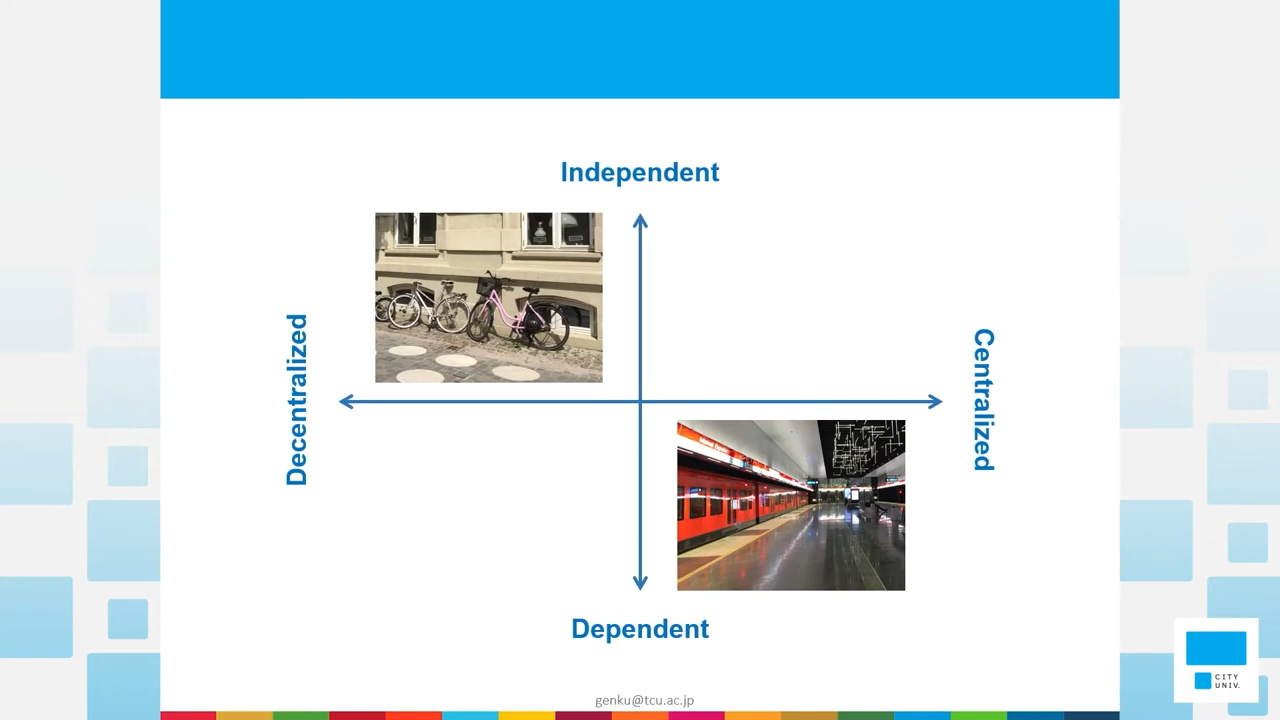 Independent
Decentralized
Centralized
Dependent
genku@tcu.ac.jp
CITY
UNIV.